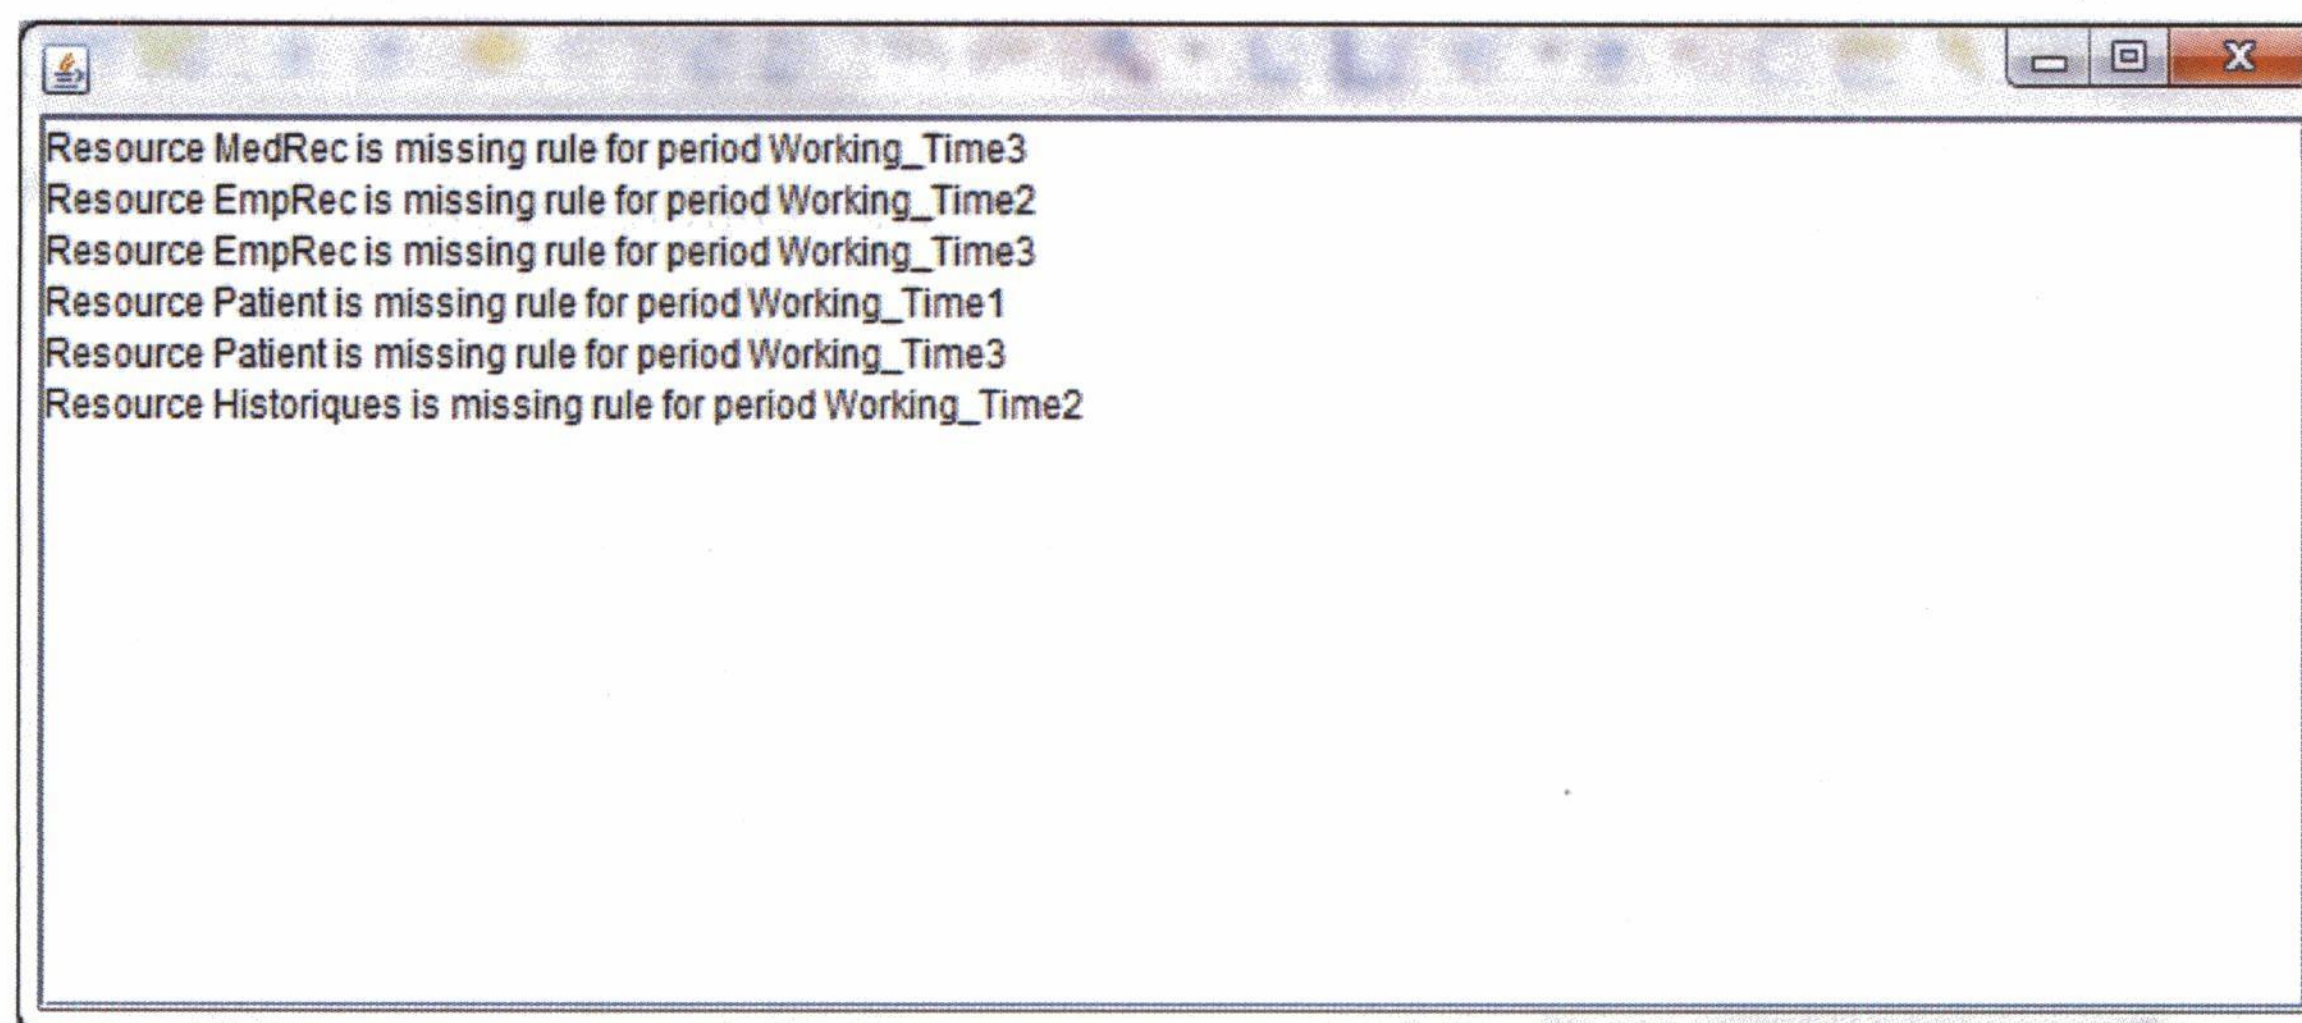 Resource MedRec is missing rule for period Working_Time3
Resource EmpRec is missing rule for period Working_Time2
Resource EmpRec is missing rule for period Working_Time3
Resource Patient is missing rule for period Working_Time1
Resource Patient is missing rule for period Working_Time3
Resource Historiques is missing rule for period Working_Time2